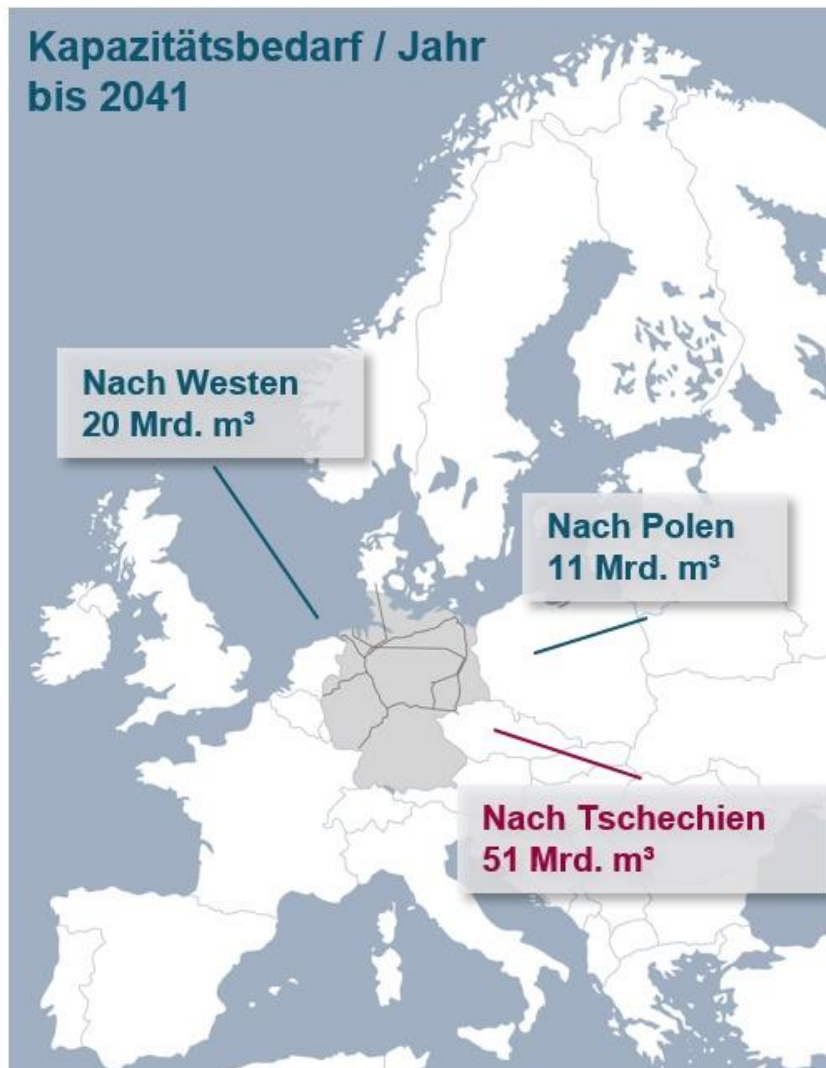 Kapazitätsbedarf / Jahr
bis 2041
Nach Westen
20 Mrd. m³
Nach Polen
11 Mrd. m³
Nach Tschechien
51 Mrd. m³